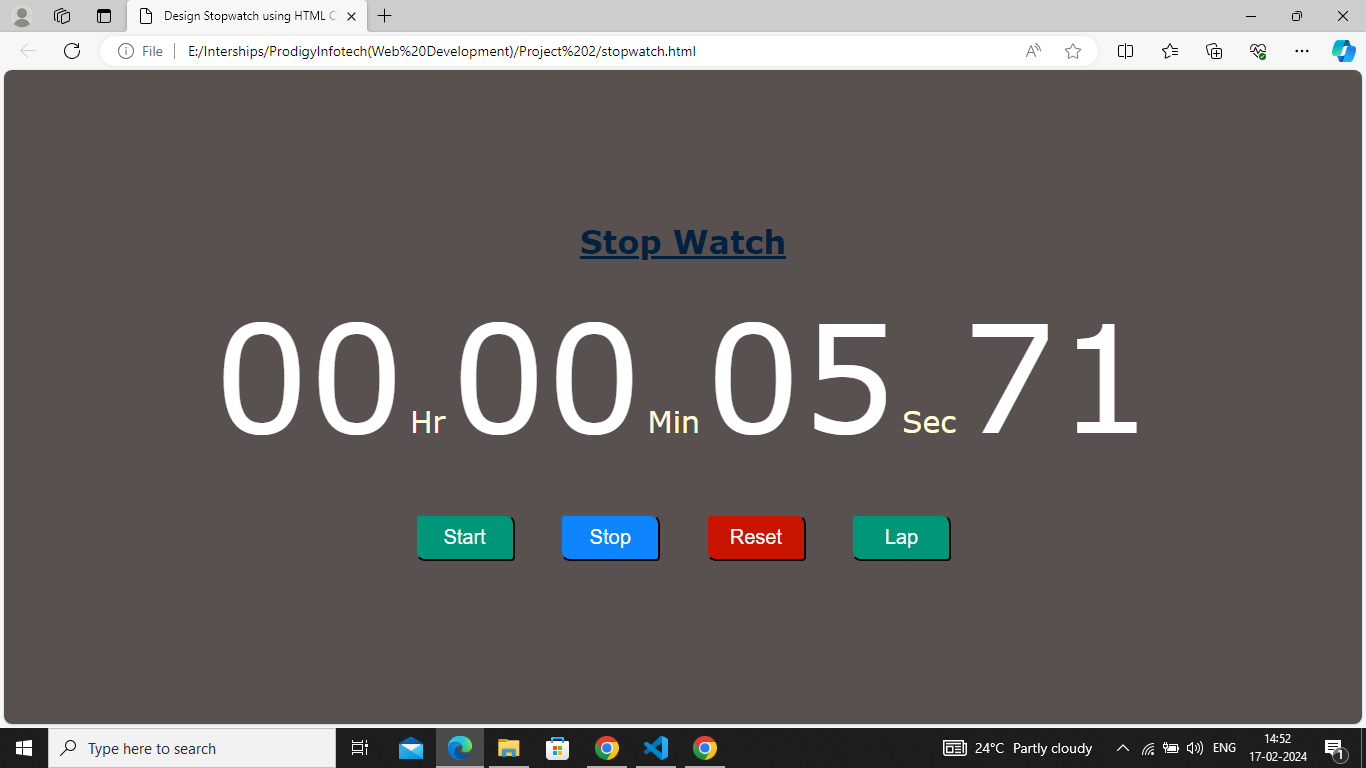 Design Stopwatch using HTML C
File
E:/Interships/ProdigyInfotech(Web%20Development)/Project%202/stopwatch.html
Stop Watch
00 Hr 00 Min 05 Sec 71
Start Stop Reset Lap
Type here to search
24°C Partly cloudy
ENG
14:52
17-02-2024
1